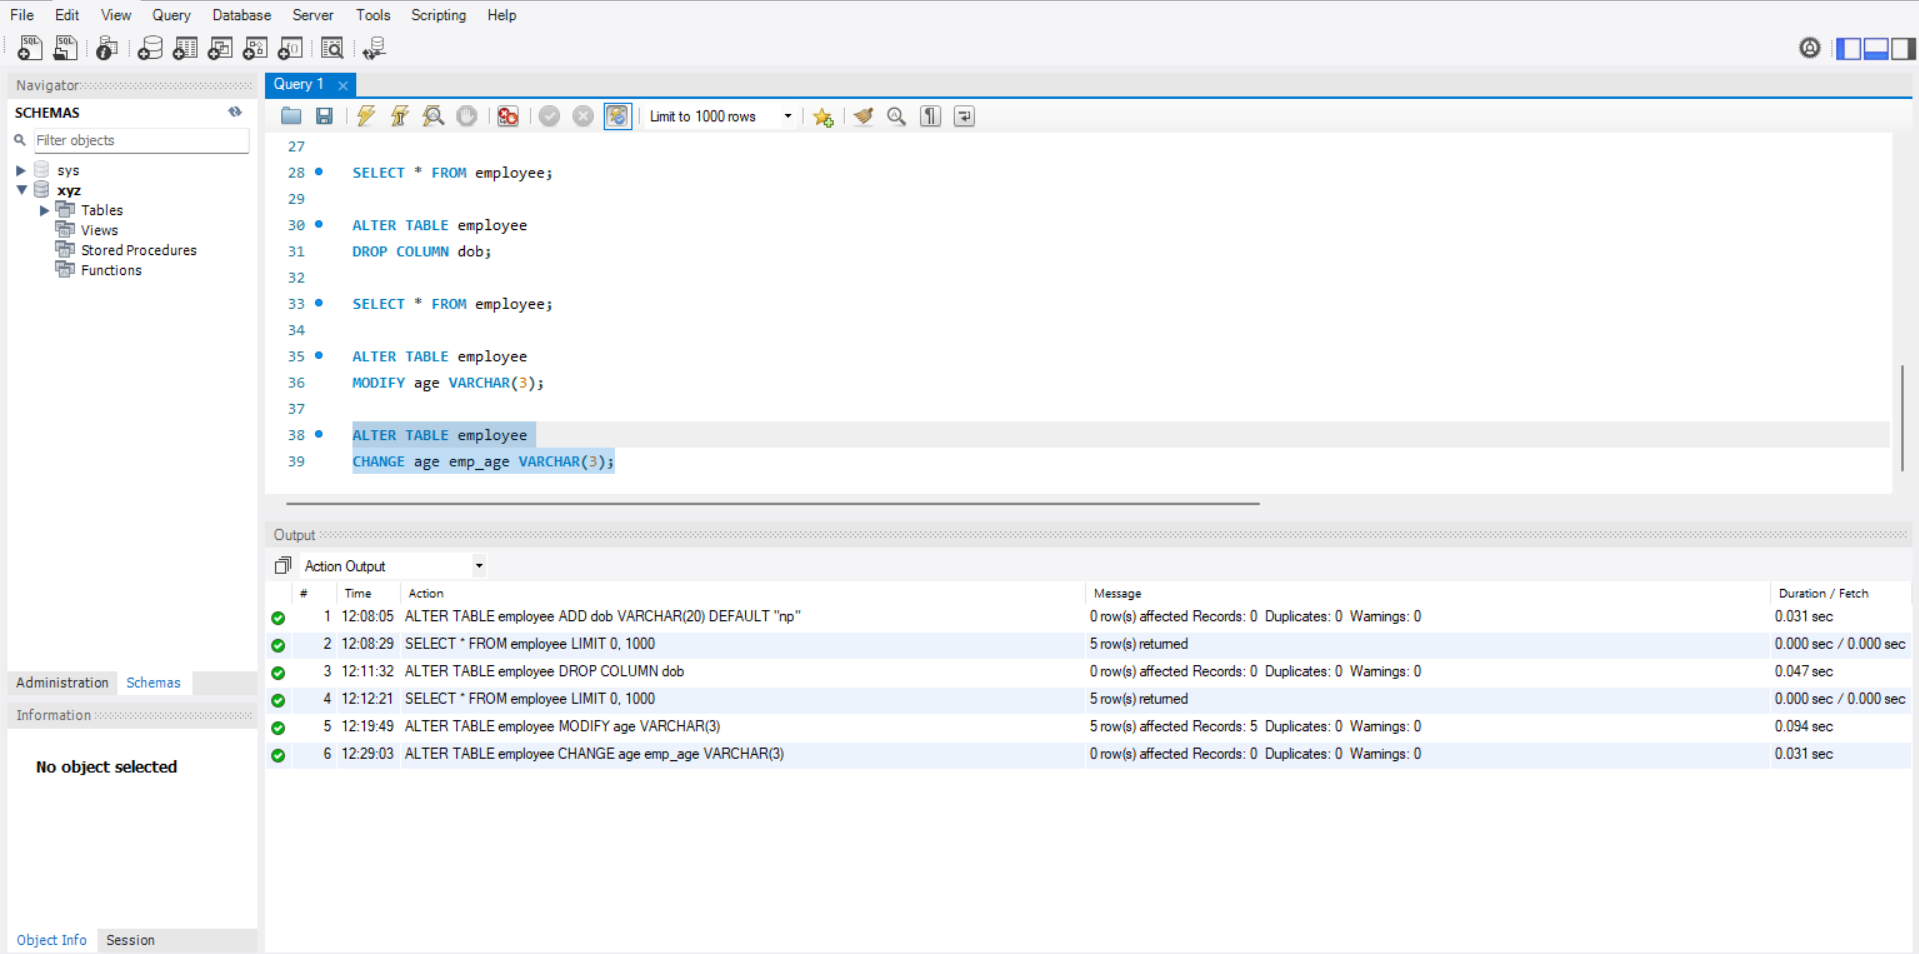 File Edit View Query Database Server Tools Scripting Help
Navigator
SCHEMAS
Filter objects
sys
xyz
Tables
Views
Stored Procedures
Functions
Administration Schemas
Information
No object selected
Object Info Session
Query 1
Limit to 1000 rows
27
28 SELECT * FROM employee;
29
30 ALTER TABLE employee
31 DROP COLUMN dob;
32
33 SELECT * FROM employee;
34
35 ALTER TABLE employee
36 MODIFY age VARCHAR(3);
37
38 ALTER TABLE employee
39 CHANGE age emp_age VARCHAR(3);
Output
Action Output
# Time Action Message Duration / Fetch
1 12:08:05 ALTER TABLE employee ADD dob VARCHAR(20) DEFAULT "np" 0 row(s) affected Records: 0 Duplicates: 0 Warnings: 0 0.031 sec
2 12:08:29 SELECT * FROM employee LIMIT 0, 1000 5 row(s) returned 0.000 sec / 0.000 sec
3 12:11:32 ALTER TABLE employee DROP COLUMN dob 0 row(s) affected Records: 0 Duplicates: 0 Warnings: 0 0.047 sec
4 12:12:21 SELECT * FROM employee LIMIT 0, 1000 5 row(s) returned 0.000 sec / 0.000 sec
5 12:19:49 ALTER TABLE employee MODIFY age VARCHAR(3) 5 row(s) affected Records: 5 Duplicates: 0 Warnings: 0 0.094 sec
6 12:29:03 ALTER TABLE employee CHANGE age emp_age VARCHAR(3) 0 row(s) affected Records: 0 Duplicates: 0 Warnings: 0 0.031 sec